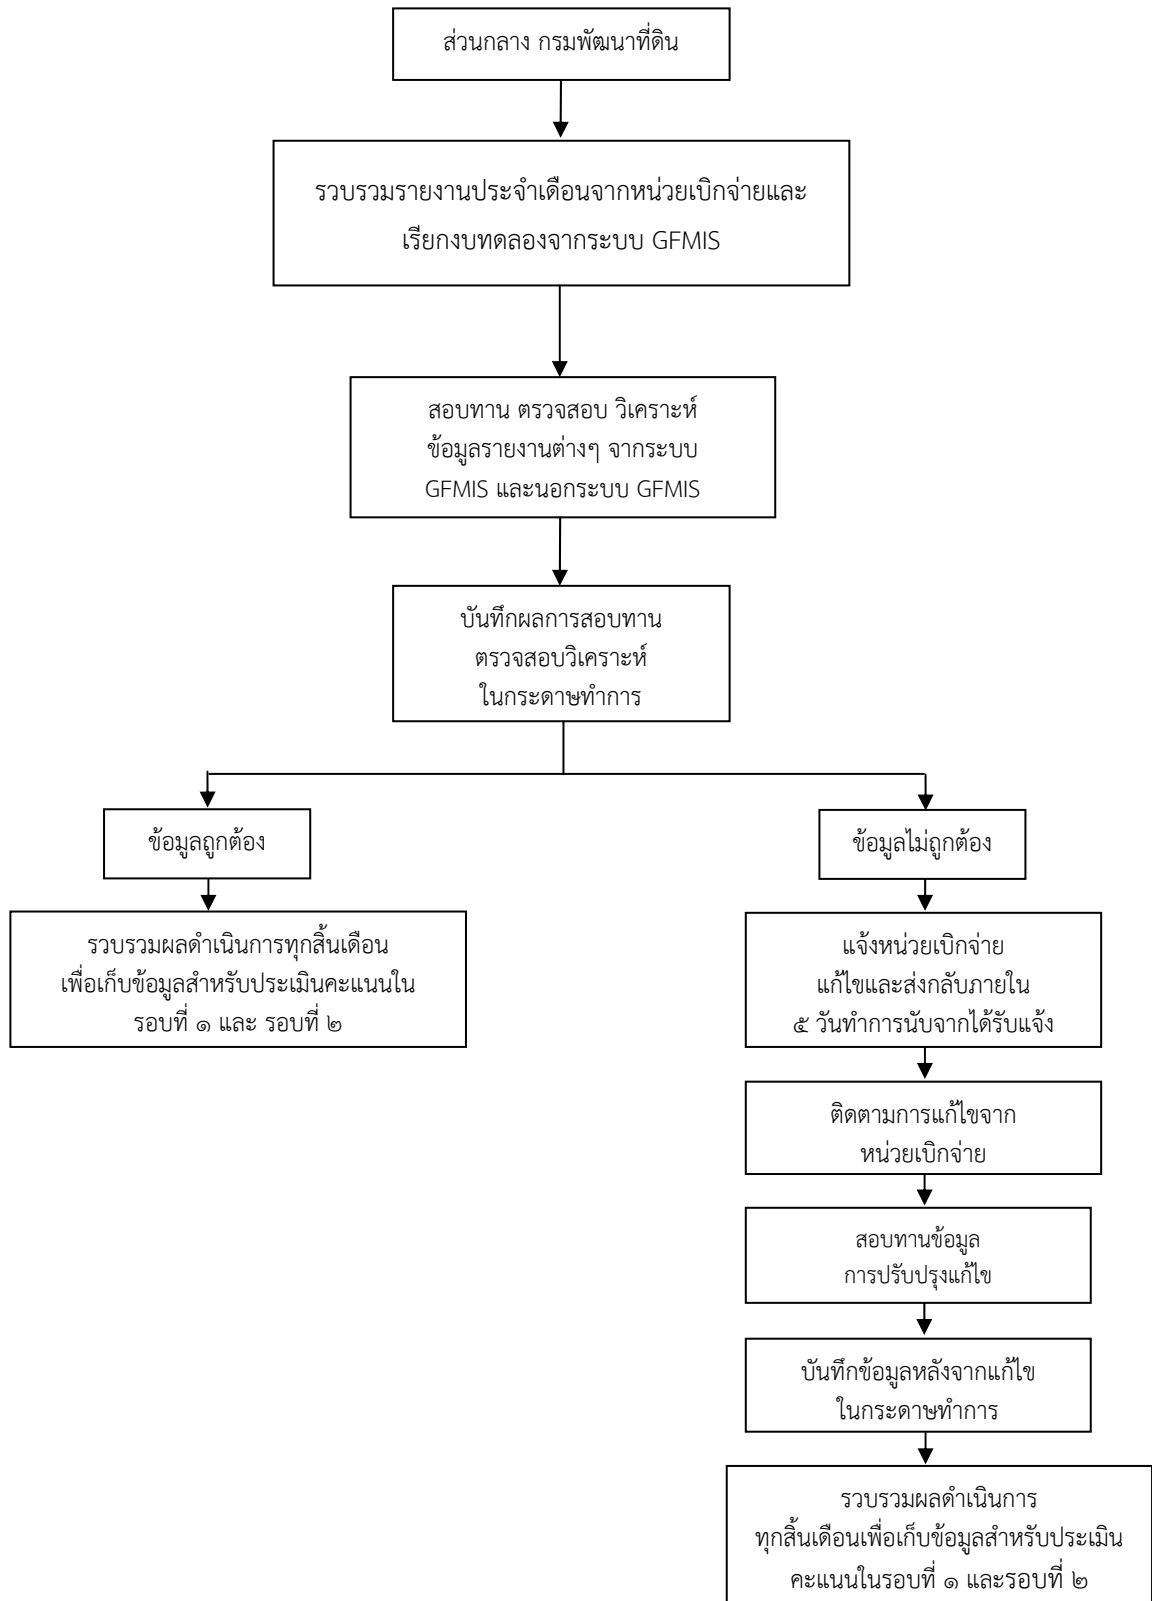 ส่วนกลาง กรมพัฒนาที่ดิน
รวบรวมรายงานประจำเดือนจากหน่วยเบิกจ่ายและ
เรียกงบทดลองจากระบบ GFMIS
สอบทาน ตรวจสอบ วิเคราะห์
ข้อมูลรายงานต่างๆ จากระบบ
GFMIS และนอกระบบ GFMIS
บันทึกผลการสอบทาน
ตรวจสอบวิเคราะห์
ในกระดาษทำการ
ข้อมูลถูกต้อง
รวบรวมผลดำเนินการทุกสิ้นเดือน
เพื่อเก็บข้อมูลสำหรับประเมินคะแนนใน
รอบที่ ๑ และ รอบที่ ๒
ข้อมูลไม่ถูกต้อง
แจ้งหน่วยเบิกจ่าย
แก้ไขและส่งกลับภายใน
๕ วันทำการนับจากได้รับแจ้ง
ติดตามการแก้ไขจาก
หน่วยเบิกจ่าย
สอบทานข้อมูล
การปรับปรุงแก้ไข
บันทึกข้อมูลหลังจากแก้ไข
ในกระดาษทำการ
รวบรวมผลดำเนินการ
ทุกสิ้นเดือนเพื่อเก็บข้อมูลสำหรับประเมิน
คะแนนในรอบที่ ๑ และรอบที่ ๒